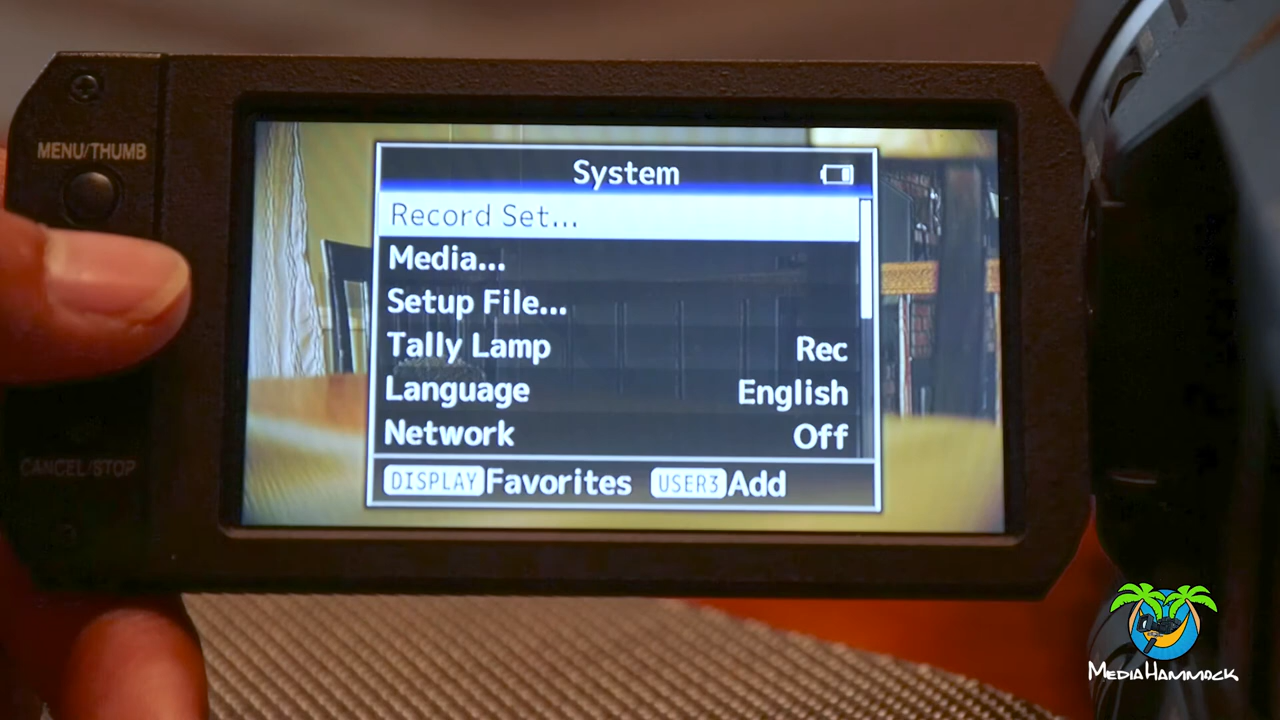 MENU/THUMB
System
Record Set...
Media...
Setup File...
Tally Lamp Rec
Language English
Network Off
CANCEL/STOP
DISPLAY Favorites USER3 Add
MEDIAHAMMOCK